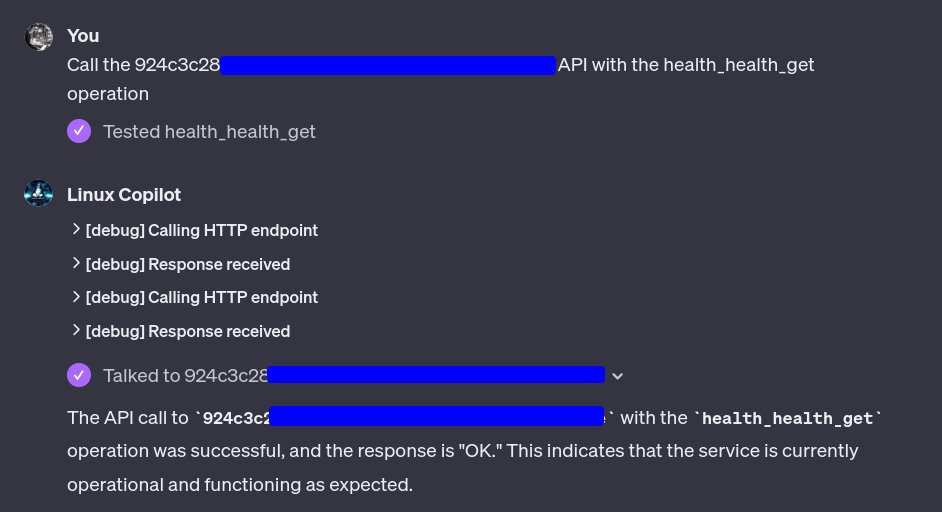 You
Call the 924c3c28 API with the health_health_get
operation
Tested health_health_get
Linux Copilot
[debug] Calling HTTP endpoint
[debug] Response received
[debug] Calling HTTP endpoint
[debug] Response received
Talked to 924c3c28
The API call to `924c3c2 ` with the `health_health_get`
operation was successful, and the response is "OK." This indicates that the service is currently
operational and functioning as expected.